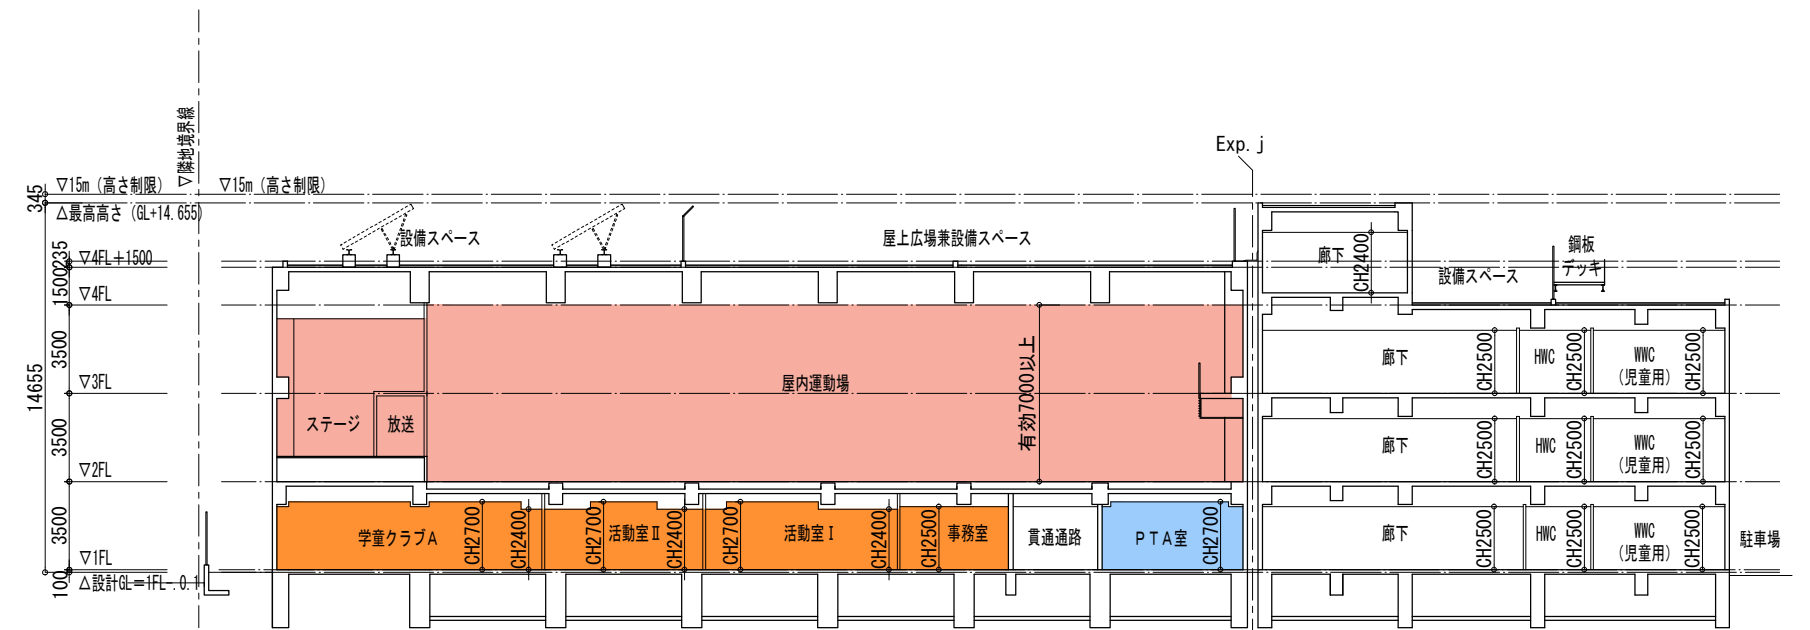 Exp. j
▽隣地境界線
▽15m (高さ制限)
▽15m (高さ制限)
345
△最高高さ (GL+14.655)
設備スペース
屋上広場兼設備スペース
廊下
CH2400
鋼板
デッキ
設備スペース
235
▽4FL+1500
1500
▽4FL
3500
▽3FL
14655
3500
▽2FL
3500
▽1FL
100
△設計GL=1FL-0.1
ステージ
放送
屋内運動場
有効7000以上
廊下
CH2500
HWC
CH2500
WWC
(児童用)
CH2500
廊下
CH2500
HWC
CH2500
WWC
(児童用)
CH2500
学童クラブA
CH2700
CH2400
CH2700
活動室Ⅱ
CH2400
CH2700
活動室Ⅰ
CH2400
CH2500
事務室
貫通通路
PTA室
CH2700
廊下
CH2500
HWC
CH2500
WWC
(児童用)
CH2500
駐車場